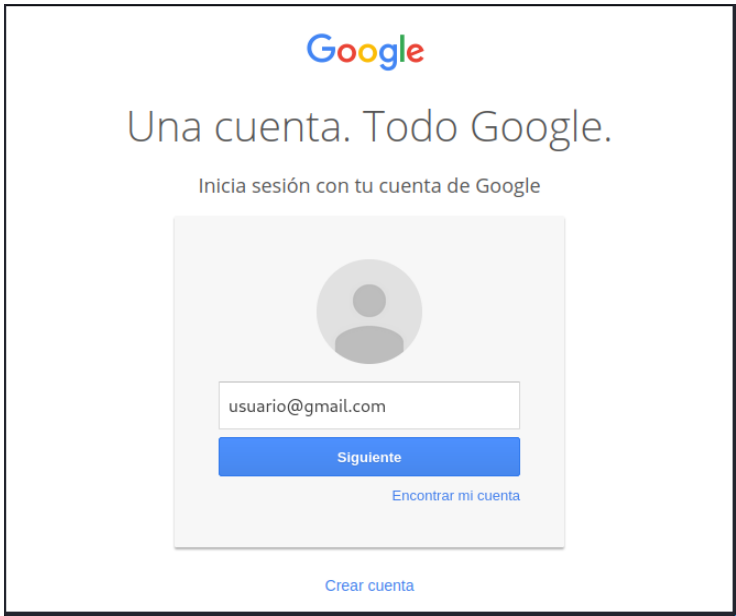 Google
Una cuenta. Todo Google.
Inicia sesión con tu cuenta de Google
usuario@gmail.com
Siguiente
Encontrar mi cuenta
Crear cuenta